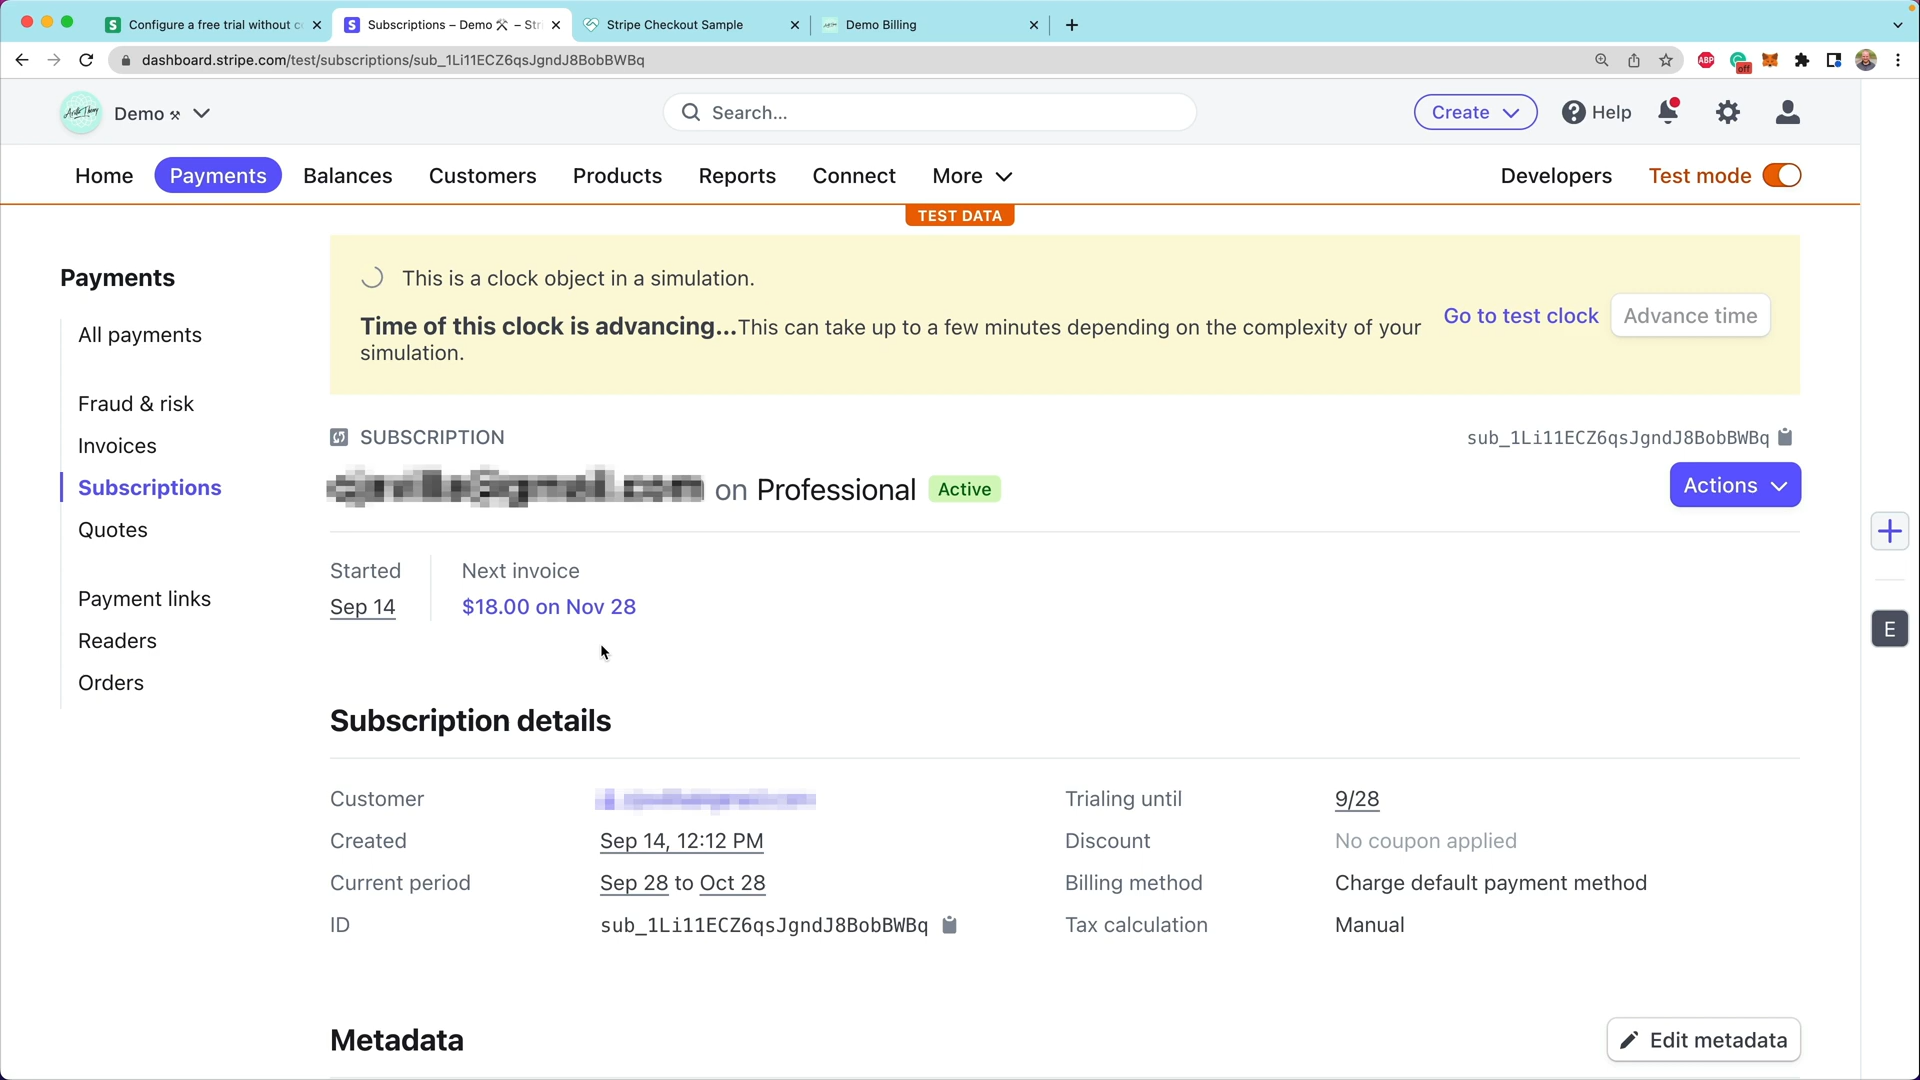 Configure a free trial without c
Subscriptions – Demo ⚒ – Str
Stripe Checkout Sample
Demo Billing
dashboard.stripe.com/test/subscriptions/sub_1Li11ECZ6qsJgndJ8BobBWBq
ABP
off
Demo ⚒
Search...
Create
Help
Home
Payments
Balances
Customers
Products
Reports
Connect
More
Developers
Test mode
TEST DATA
Payments
All payments
Fraud & risk
Invoices
Subscriptions
Quotes
Payment links
Readers
Orders
This is a clock object in a simulation.
Time of this clock is advancing...This can take up to a few minutes depending on the complexity of your
simulation.
Go to test clock
Advance time
SUBSCRIPTION
sub_1Li11ECZ6qsJgndJ8BobBWBq
on Professional
Active
Actions
Started
Sep 14
Next invoice
$18.00 on Nov 28
E
Subscription details
Customer
Created
Sep 14, 12:12 PM
Current period
Sep 28 to Oct 28
ID
sub_1Li11ECZ6qsJgndJ8BobBWBq
Trialing until
9/28
Discount
No coupon applied
Billing method
Charge default payment method
Tax calculation
Manual
Metadata
Edit metadata